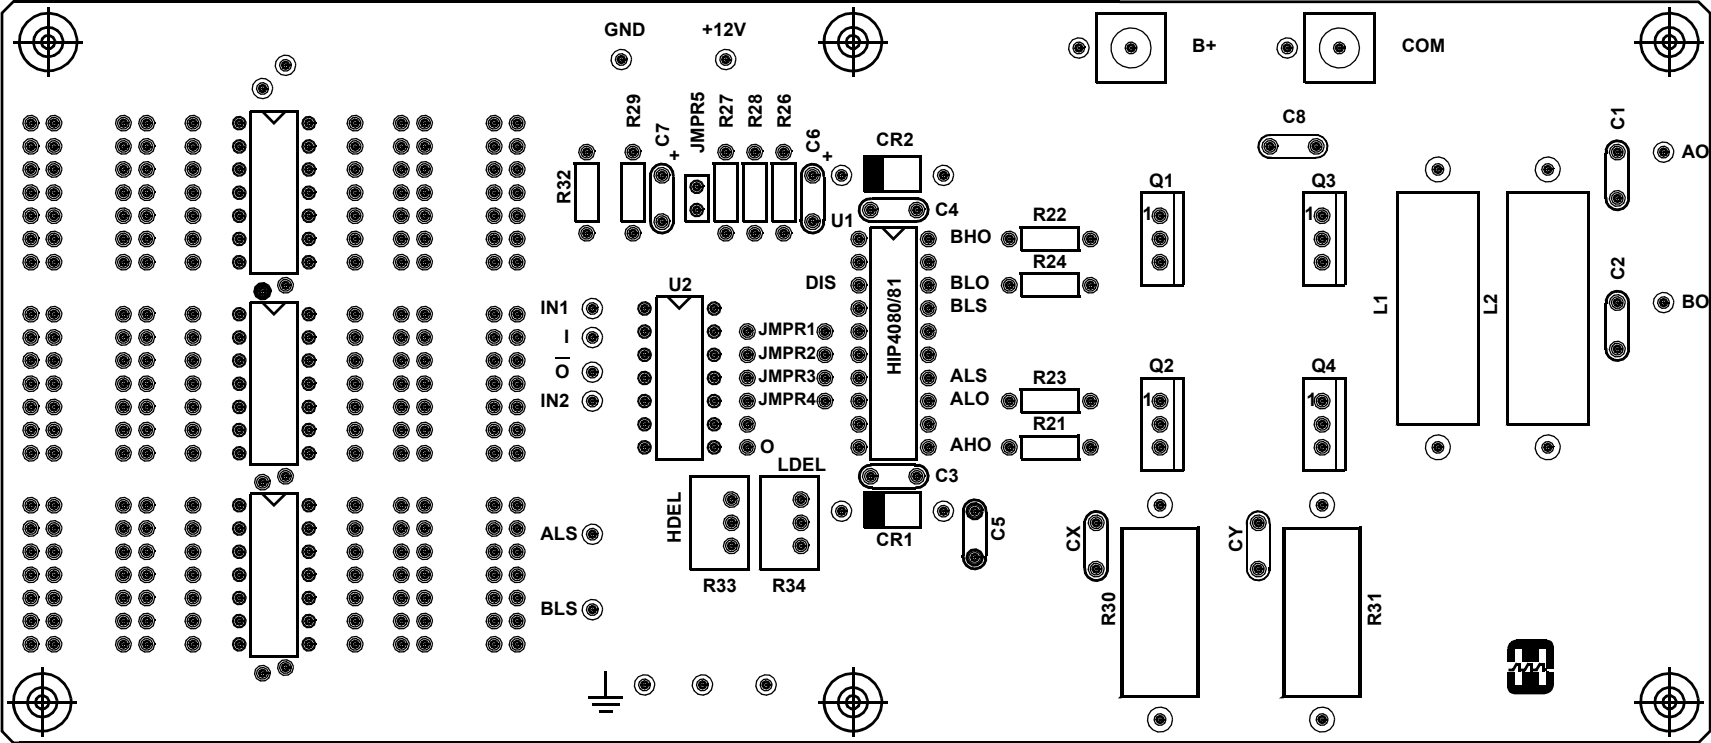 GND
+12V
B+
COM
R29
C7
+
JMPR5
R27
R28
R26
C6
+
CR2
C8
C1
AO
R32
U1
C4
Q1
Q3
1
1
R22
BHO
R24
DIS
BLO
BLS
U2
HIP4080/81
L1
L2
C2
BO
IN1
I
O
IN2
JMPR1
JMPR2
JMPR3
JMPR4
O
ALS
ALO
AHO
R23
R21
Q2
Q4
1
1
LDEL
HDEL
C3
CR1
C5
CX
CY
R33
R34
R30
R31
ALS
BLS